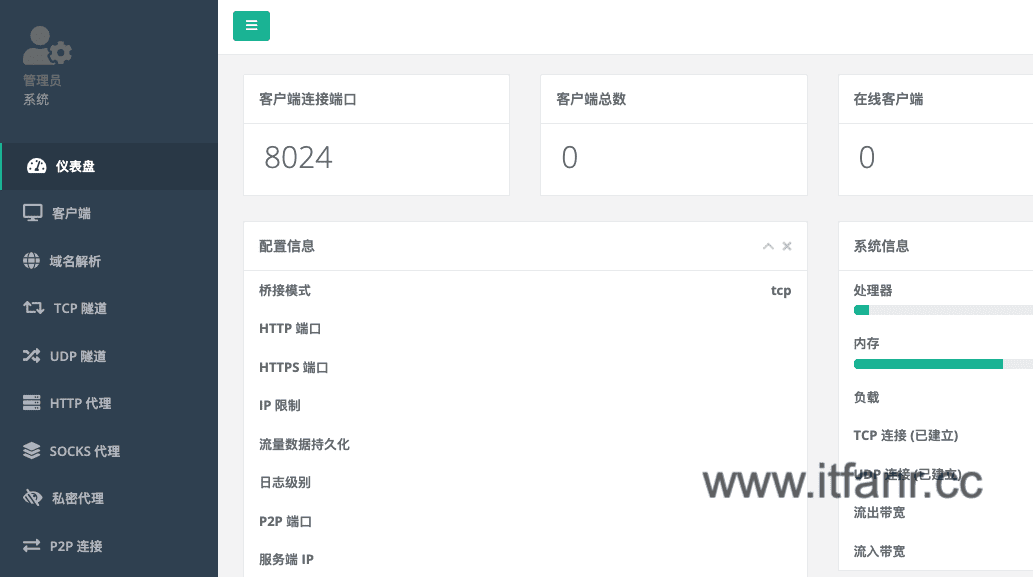 管理员
系统
仪表盘
客户端
域名解析
TCP 隧道
UDP 隧道
HTTP 代理
SOCKS 代理
私密代理
P2P 连接
客户端连接端口
8024
客户端总数
0
在线客户端
0
配置信息
桥接模式 tcp
HTTP 端口
HTTPS 端口
IP 限制
流量数据持久化
日志级别
P2P 端口
服务端 IP
系统信息
处理器
内存
负载
TCP 连接 (已建立)
UDP 连接 (已建立)
流出带宽
流入带宽
www.itfanr.cc